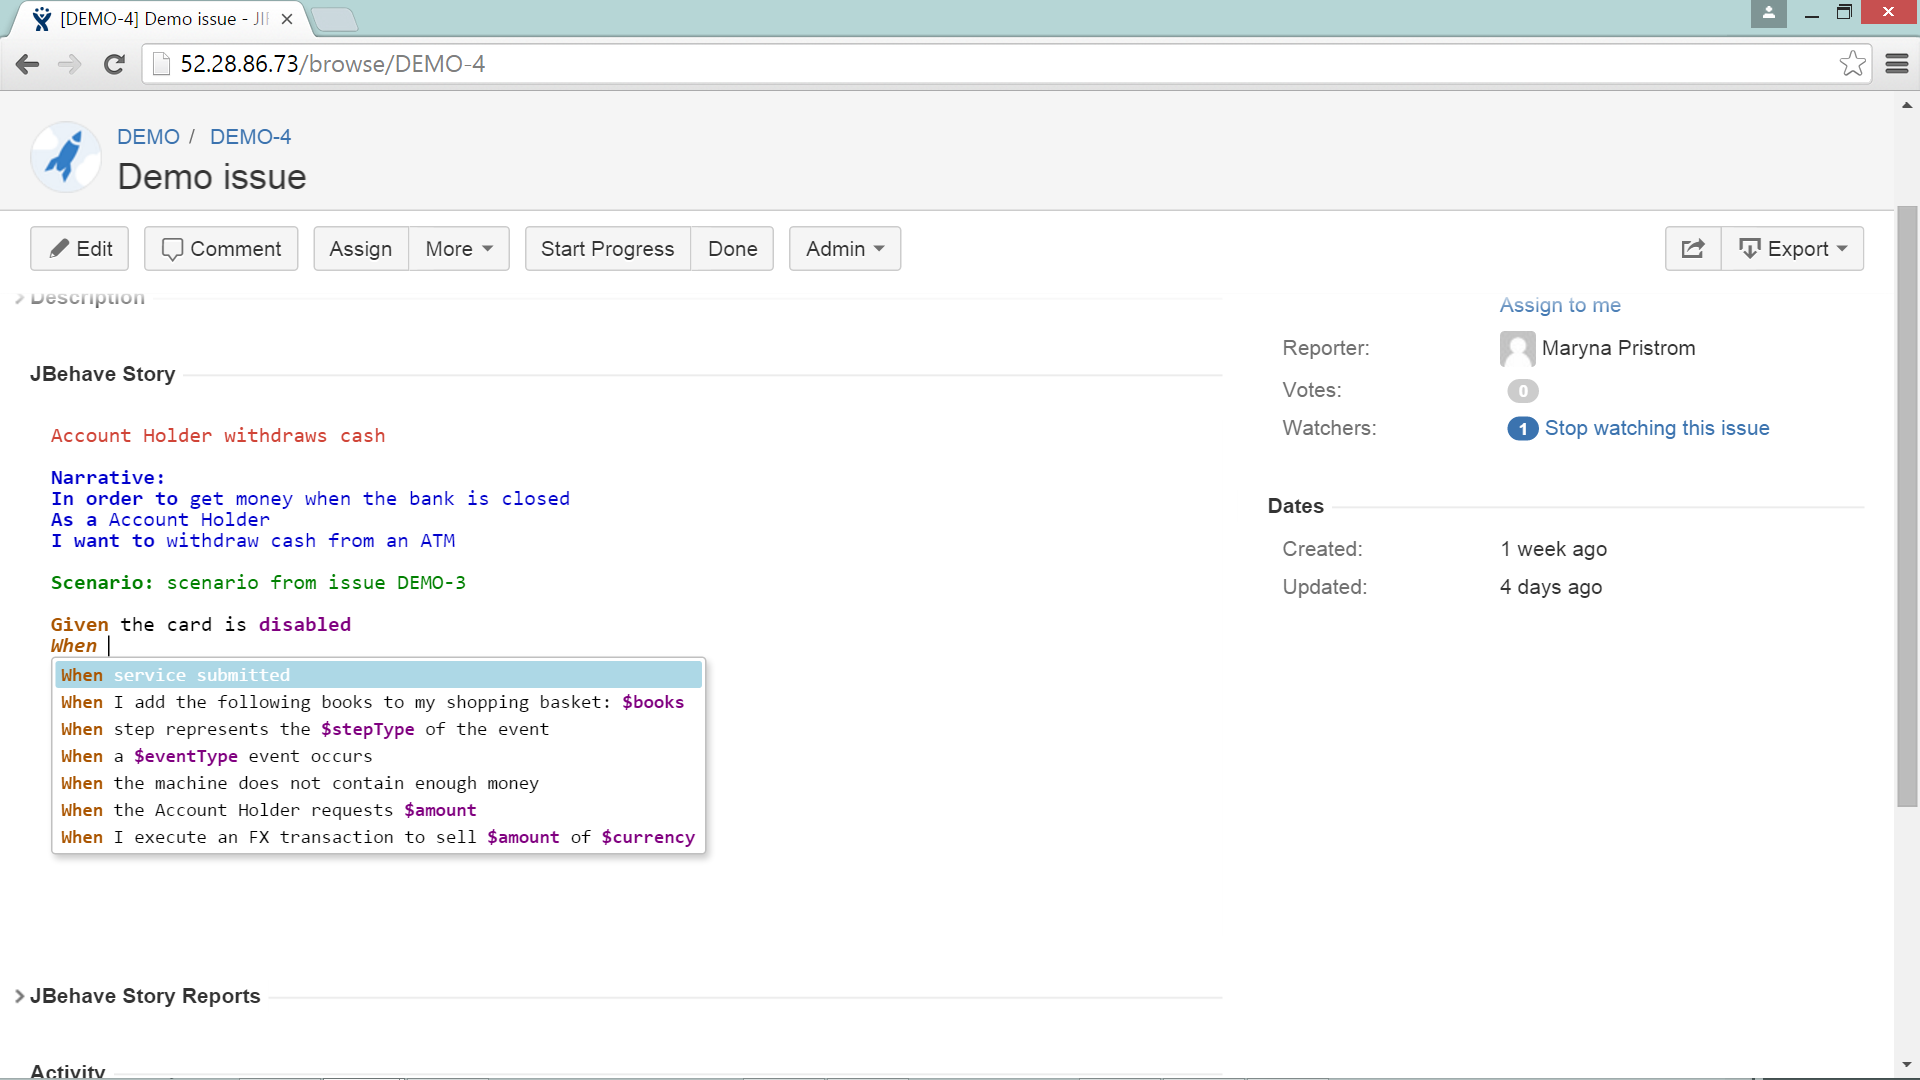 [DEMO-4] Demo issue - JI
52.28.86.73/browse/DEMO-4
DEMO / DEMO-4
Demo issue
Edit Comment Assign More Start Progress Done Admin Export
Description
JBehave Story
Account Holder withdraws cash
Narrative:
In order to get money when the bank is closed
As a Account Holder
I want to withdraw cash from an ATM
Scenario: scenario from issue DEMO-3
Given the card is disabled
When
When service submitted
When I add the following books to my shopping basket: $books
When step represents the $stepType of the event
When a $eventType event occurs
When the machine does not contain enough money
When the Account Holder requests $amount
When I execute an FX transaction to sell $amount of $currency
JBehave Story Reports
Activity
Assign to me
Reporter: Maryna Pristrom
Votes: 0
Watchers: 1 Stop watching this issue
Dates
Created: 1 week ago
Updated: 4 days ago